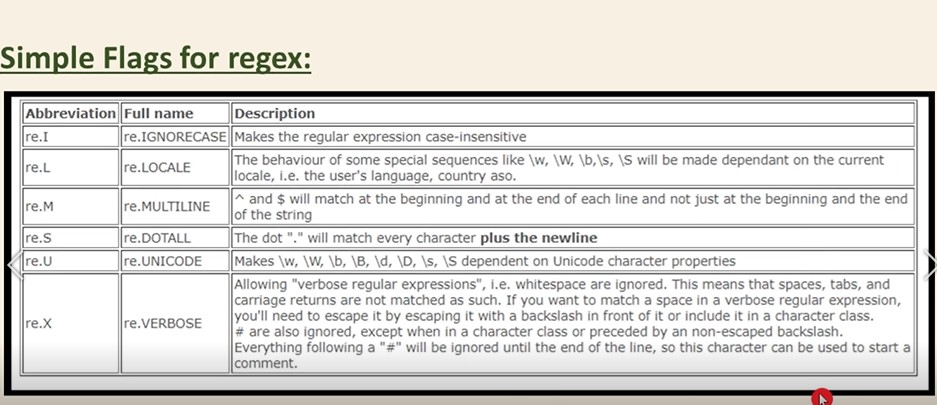 Simple Flags for regex:
Abbreviation Full name Description
re.I re.IGNORECASE Makes the regular expression case-insensitive
re.L re.LOCALE The behaviour of some special sequences like \w, \W, \b,\s, \S will be made dependant on the current
locale, i.e. the user's language, country aso.
re.M re.MULTILINE ^ and $ will match at the beginning and at the end of each line and not just at the beginning and the end
of the string
re.S re.DOTALL The dot "." will match every character plus the newline
re.U re.UNICODE Makes \w, \W, \b, \B, \d, \D, \s, \S dependent on Unicode character properties
re.X re.VERBOSE Allowing "verbose regular expressions", i.e. whitespace are ignored. This means that spaces, tabs, and
carriage returns are not matched as such. If you want to match a space in a verbose regular expression,
you'll need to escape it by escaping it with a backslash in front of it or include it in a character class.
# are also ignored, except when in a character class or preceded by an non-escaped backslash.
Everything following a "#" will be ignored until the end of the line, so this character can be used to start a
comment.